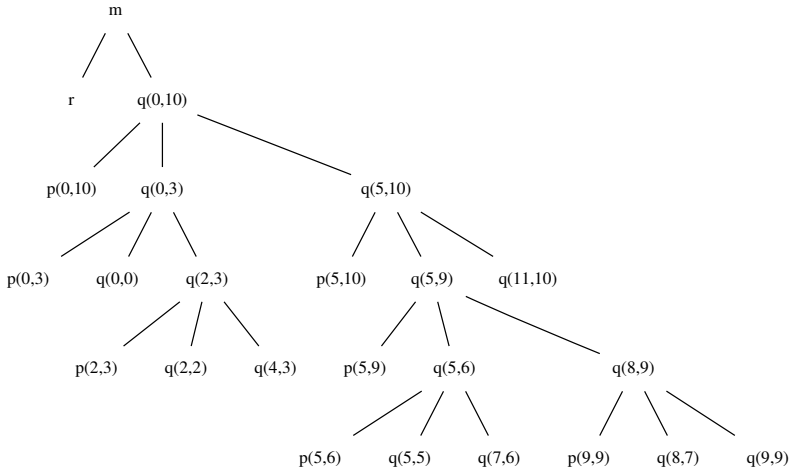 m
r q(0,10)
p(0,10) q(0,3) q(5,10)
p(0,3) q(0,0) q(2,3) p(5,10) q(5,9) q(11,10)
p(2,3) q(2,2) q(4,3) p(5,9) q(5,6) q(8,9)
p(5,6) q(5,5) q(7,6) p(9,9) q(8,7) q(9,9)